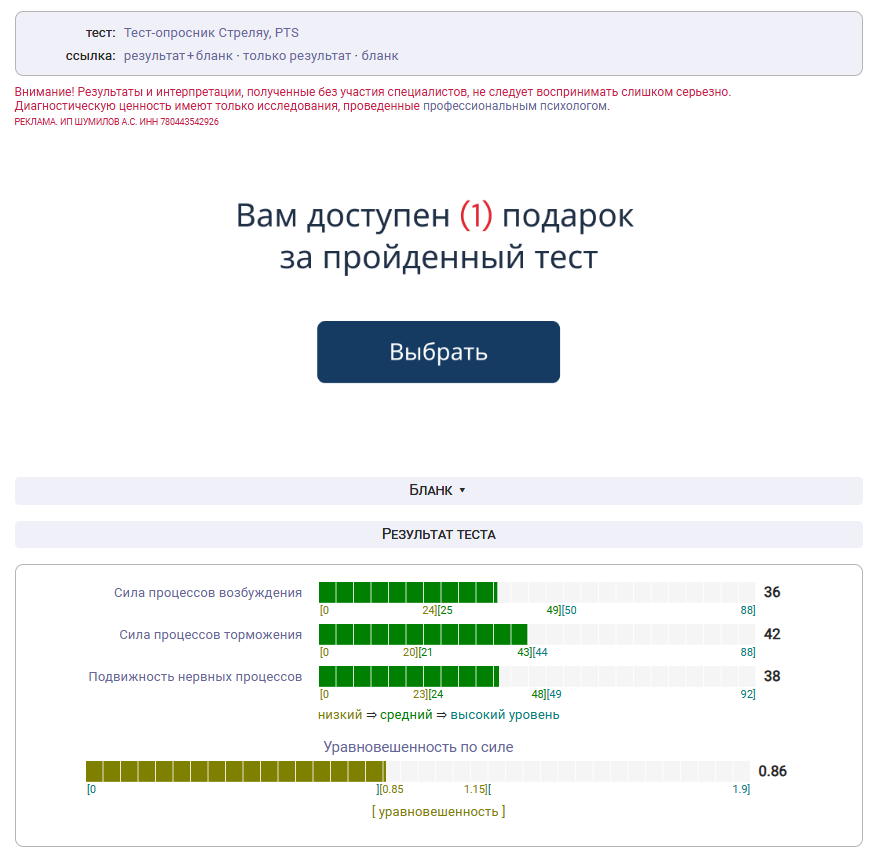 тест: Тест-опросник Стреляу, PTS
ссылка: результат+бланк · только результат · бланк
Внимание! Результаты и интерпретации, полученные без участия специалистов, не следует воспринимать слишком серьезно.
Диагностическую ценность имеют только исследования, проведенные профессиональным психологом.
РЕКЛАМА. ИП ШУМИЛОВ А.С. ИНН 780443542926
Вам доступен (1) подарок
за пройденный тест
Выбрать
Бланк ▼
Результат теста
Сила процессов возбуждения 36
[0 24][25 49][50 88]
Сила процессов торможения 42
[0 20][21 43][44 88]
Подвижность нервных процессов 38
[0 23][24 48][49 92]
низкий ⇒ средний ⇒ высокий уровень
Уравновешенность по силе
0.86
[0 ][0.85 1.15][ 1.9]
[ уравновешенность ]